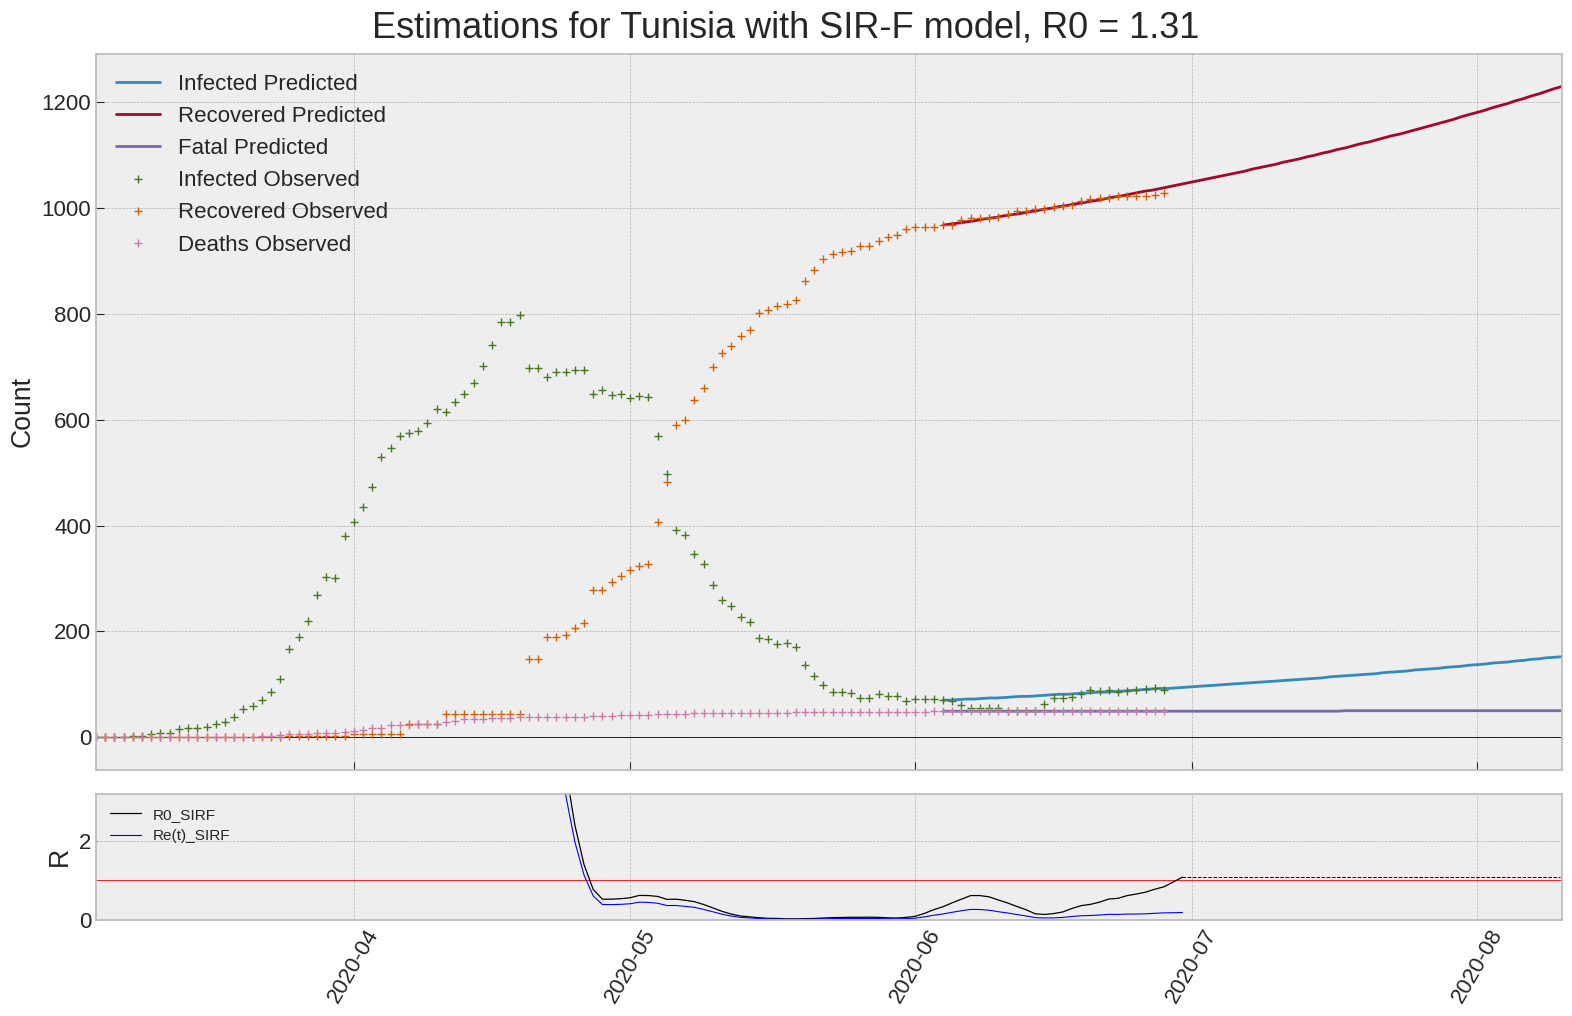 Estimations for Tunisia with SIR-F model, R0 = 1.31
Infected Predicted
Recovered Predicted
Fatal Predicted
Infected Observed
Recovered Observed
Deaths Observed
Count
1200
1000
800
600
400
200
0
R0_SIRF
Re(t)_SIRF
R
2
0
2020-04
2020-05
2020-06
2020-07
2020-08